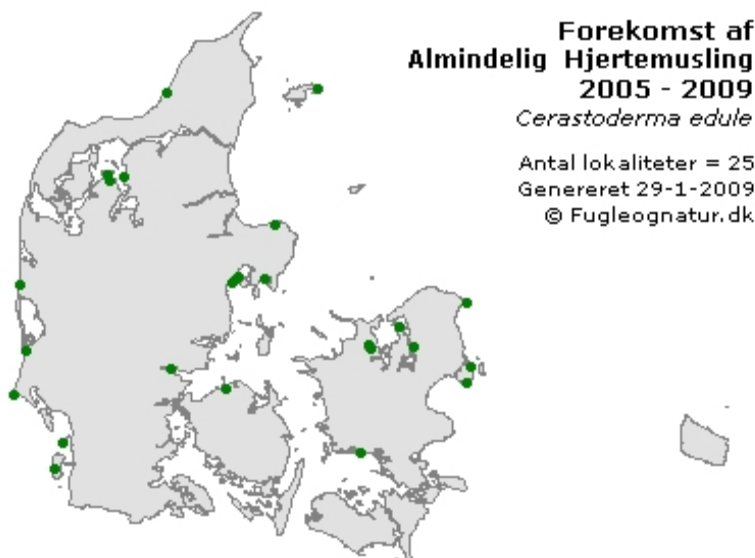 Forekomst af
Almindelig Hjertemusling
2005 - 2009
Cerastoderma edule
Antal lokaliteter = 25
Genereret 29-1-2009
© Fugleognatur.dk